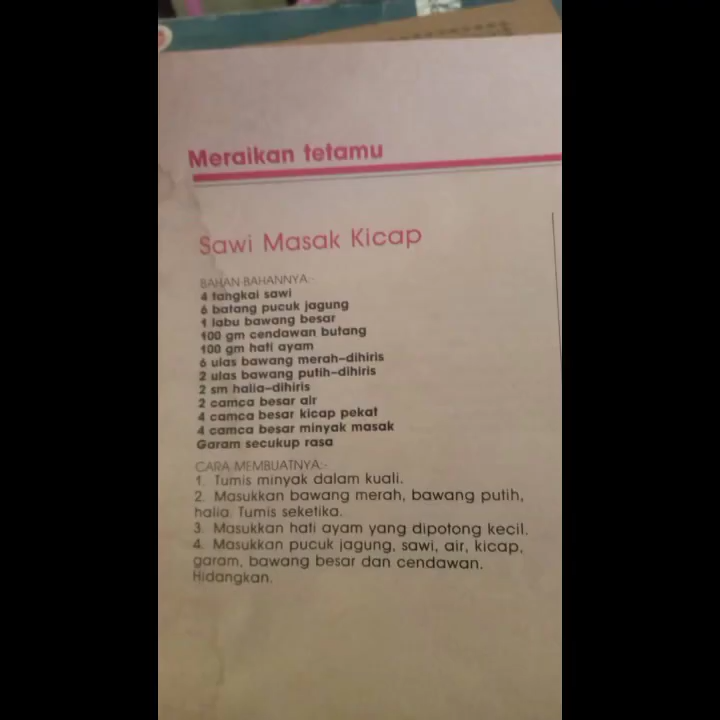 Meraikan tetamu
Sawi Masak Kicap
BAHAN-BAHANNYA:-
4 tangkai sawi
6 batang pucuk jagung
1 labu bawang besar
100 gm cendawan butang
100 gm hati ayam
6 ulas bawang merah–dihiris
2 ulas bawang putih–dihiris
2 sm halia–dihiris
2 camca besar air
4 camca besar kicap pekat
4 camca besar minyak masak
Garam secukup rasa
CARA MEMBUATNYA:-
1. Tumis minyak dalam kuali.
2. Masukkan bawang merah, bawang putih,
halia. Tumis seketika.
3. Masukkan hati ayam yang dipotong kecil.
4. Masukkan pucuk jagung, sawi, air, kicap,
garam, bawang besar dan cendawan.
Hidangkan.